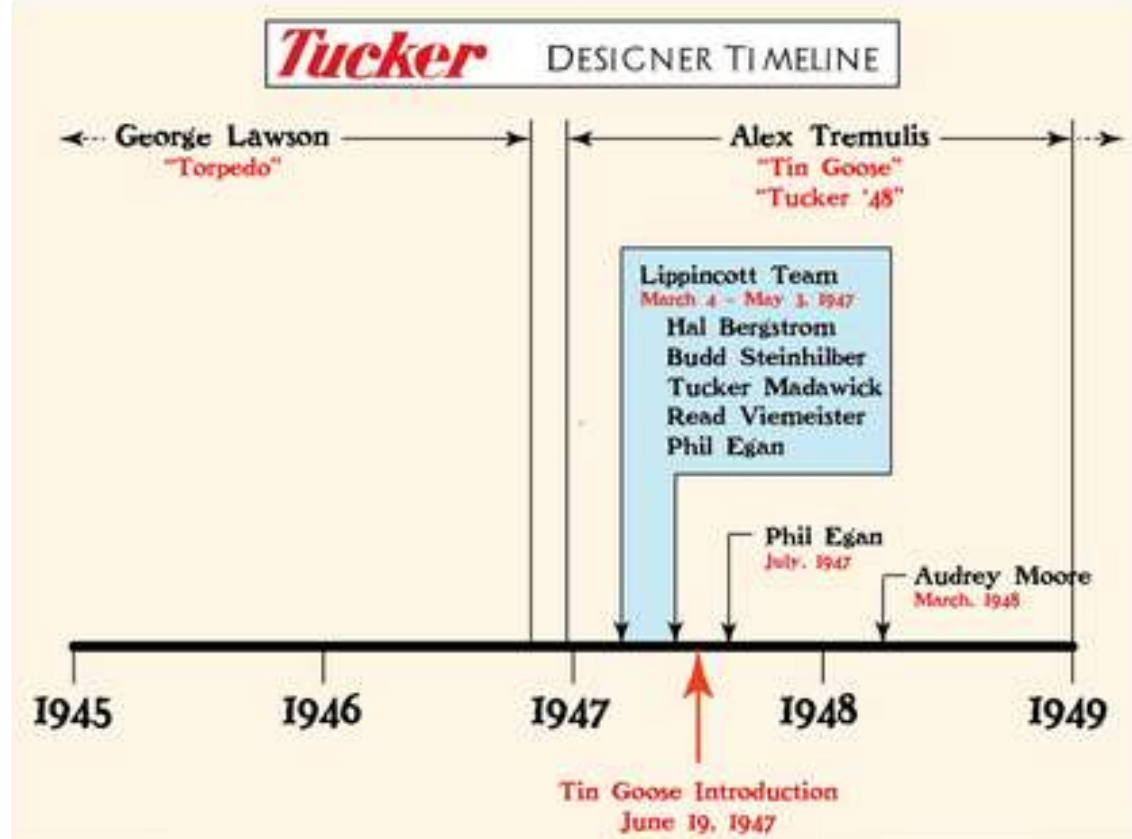 Tucker DESIGNER TIMELINE
George Lawson
"Torpedo"
Alex Tremulis
"Tin Goose"
"Tucker '48"
Lippincott Team
March 4 - May 3, 1947
Hal Bergstrom
Budd Steinhilber
Tucker Madawick
Read Viemeister
Phil Egan
Phil Egan
July, 1947
Audrey Moore
March, 1948
1945 1946 1947 1948 1949
Tin Goose Introduction
June 19, 1947